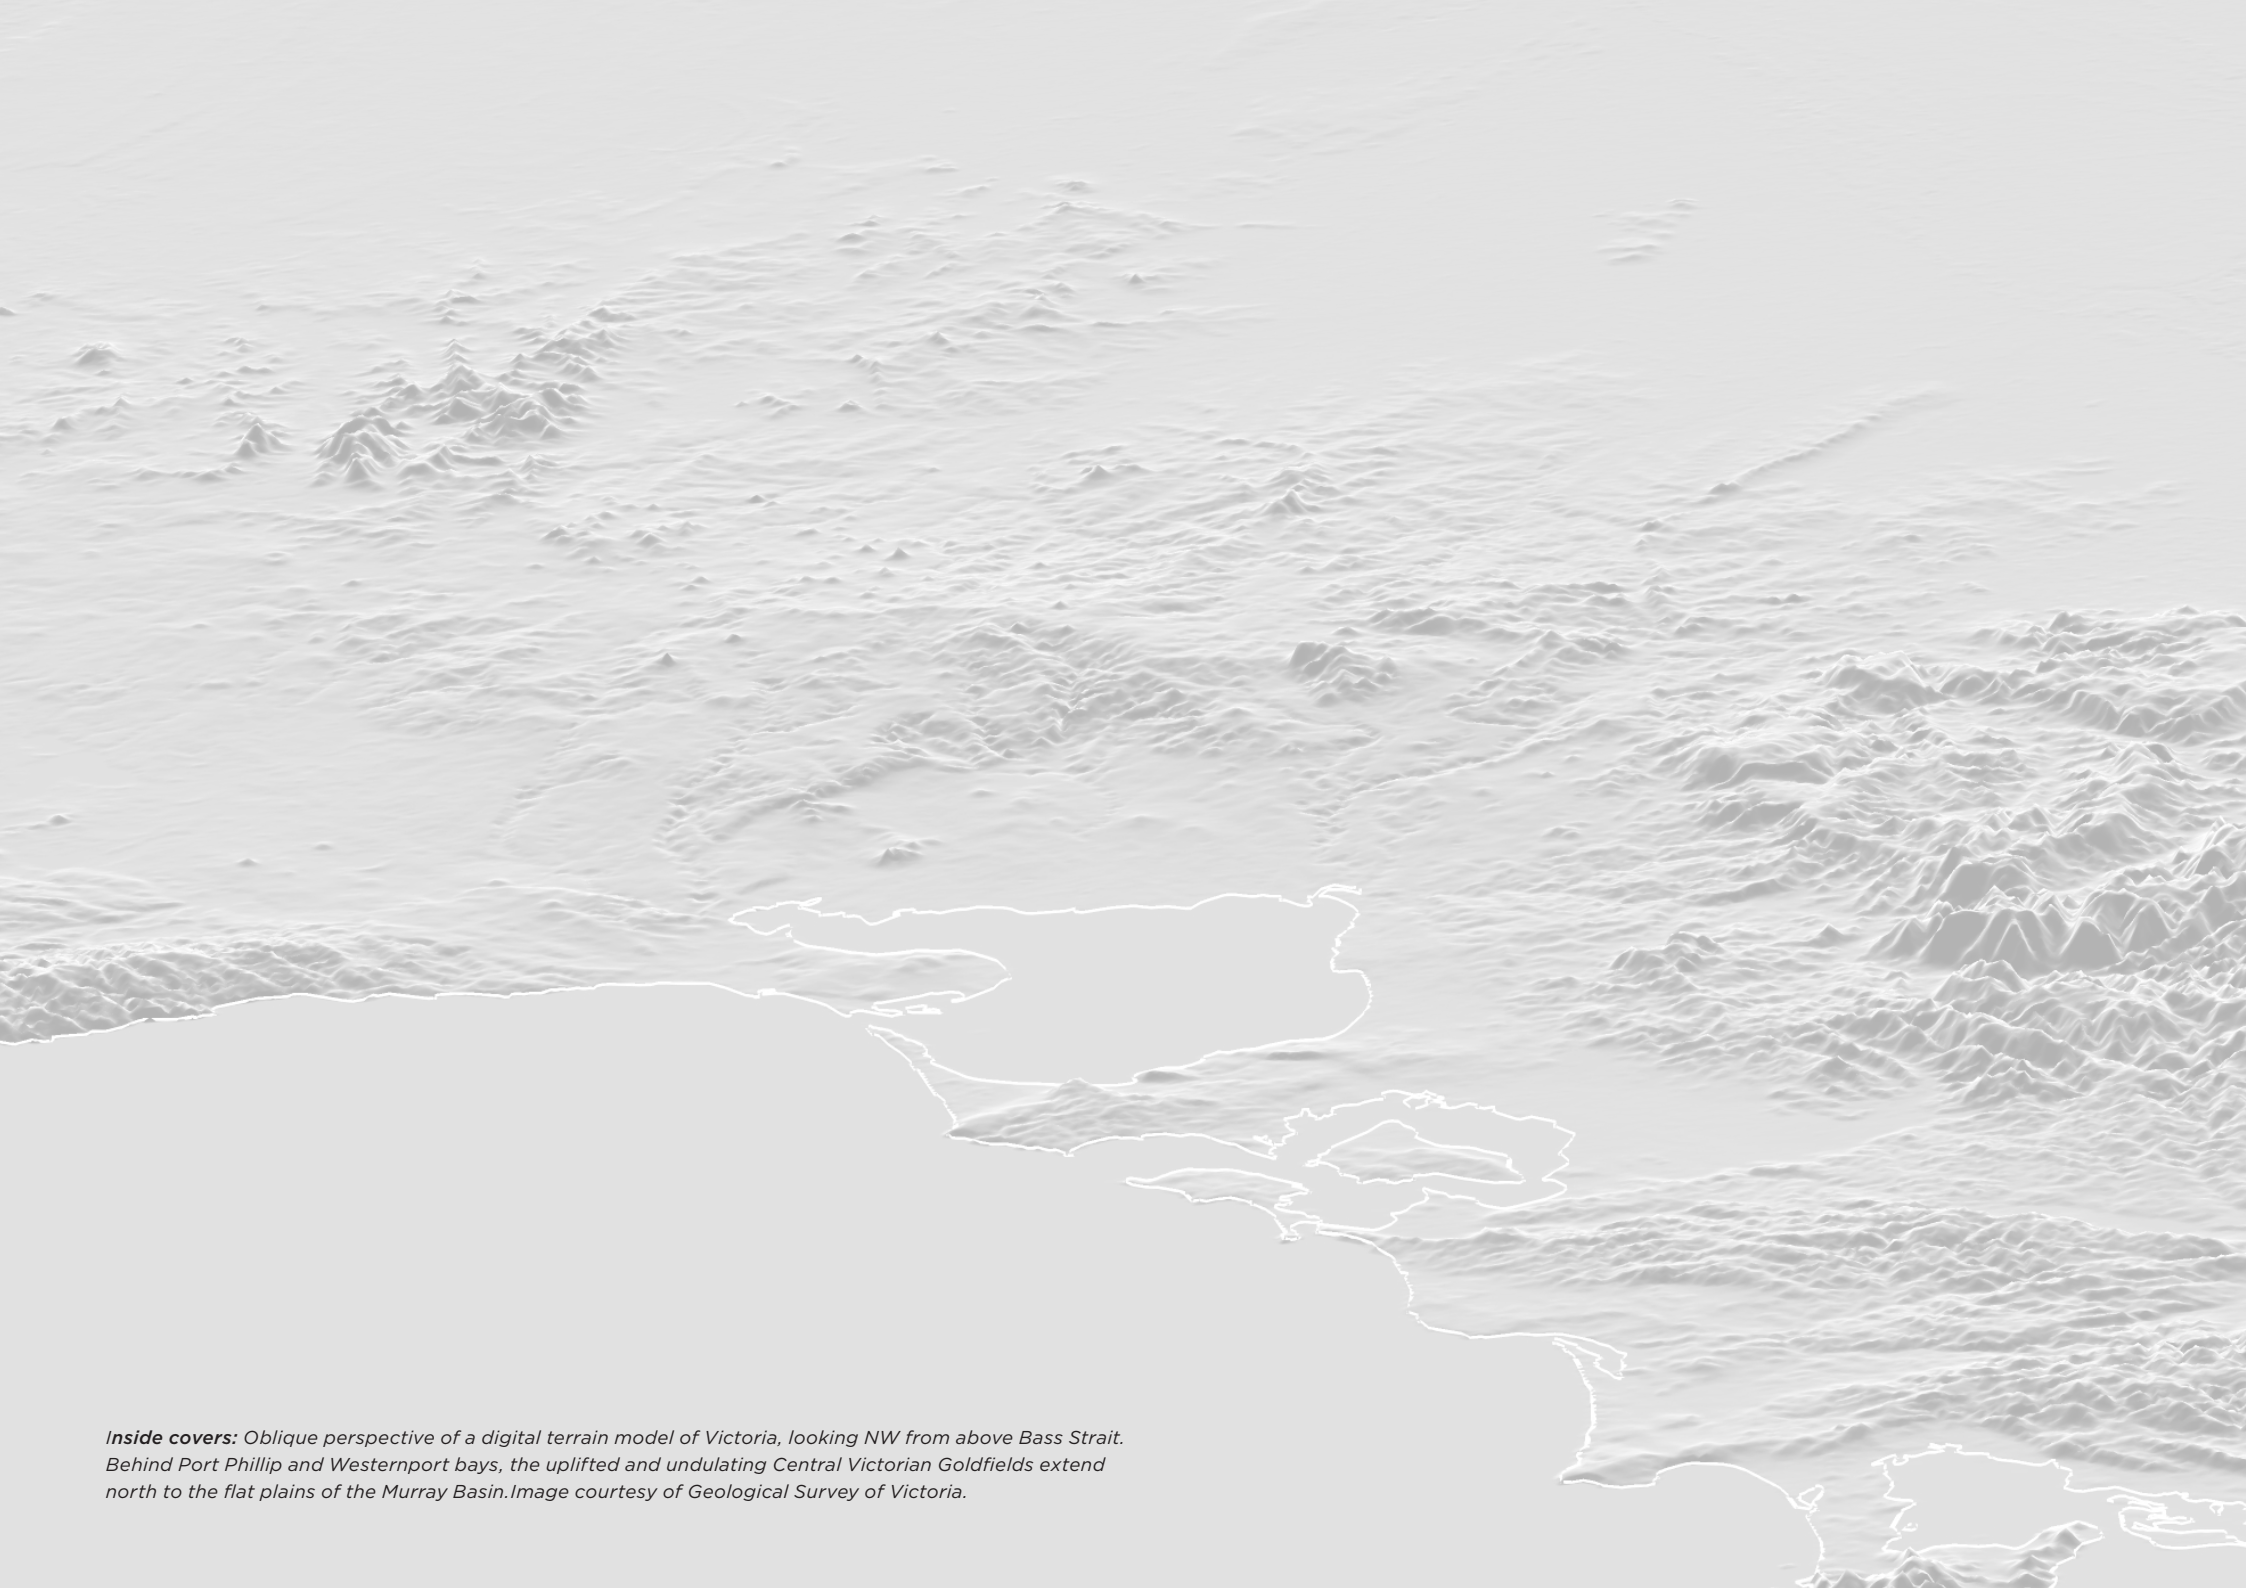 Inside covers: Oblique perspective of a digital terrain model of Victoria, looking NW from above Bass Strait.
Behind Port Phillip and Westernport bays, the uplifted and undulating Central Victorian Goldfields extend
north to the flat plains of the Murray Basin.Image courtesy of Geological Survey of Victoria.